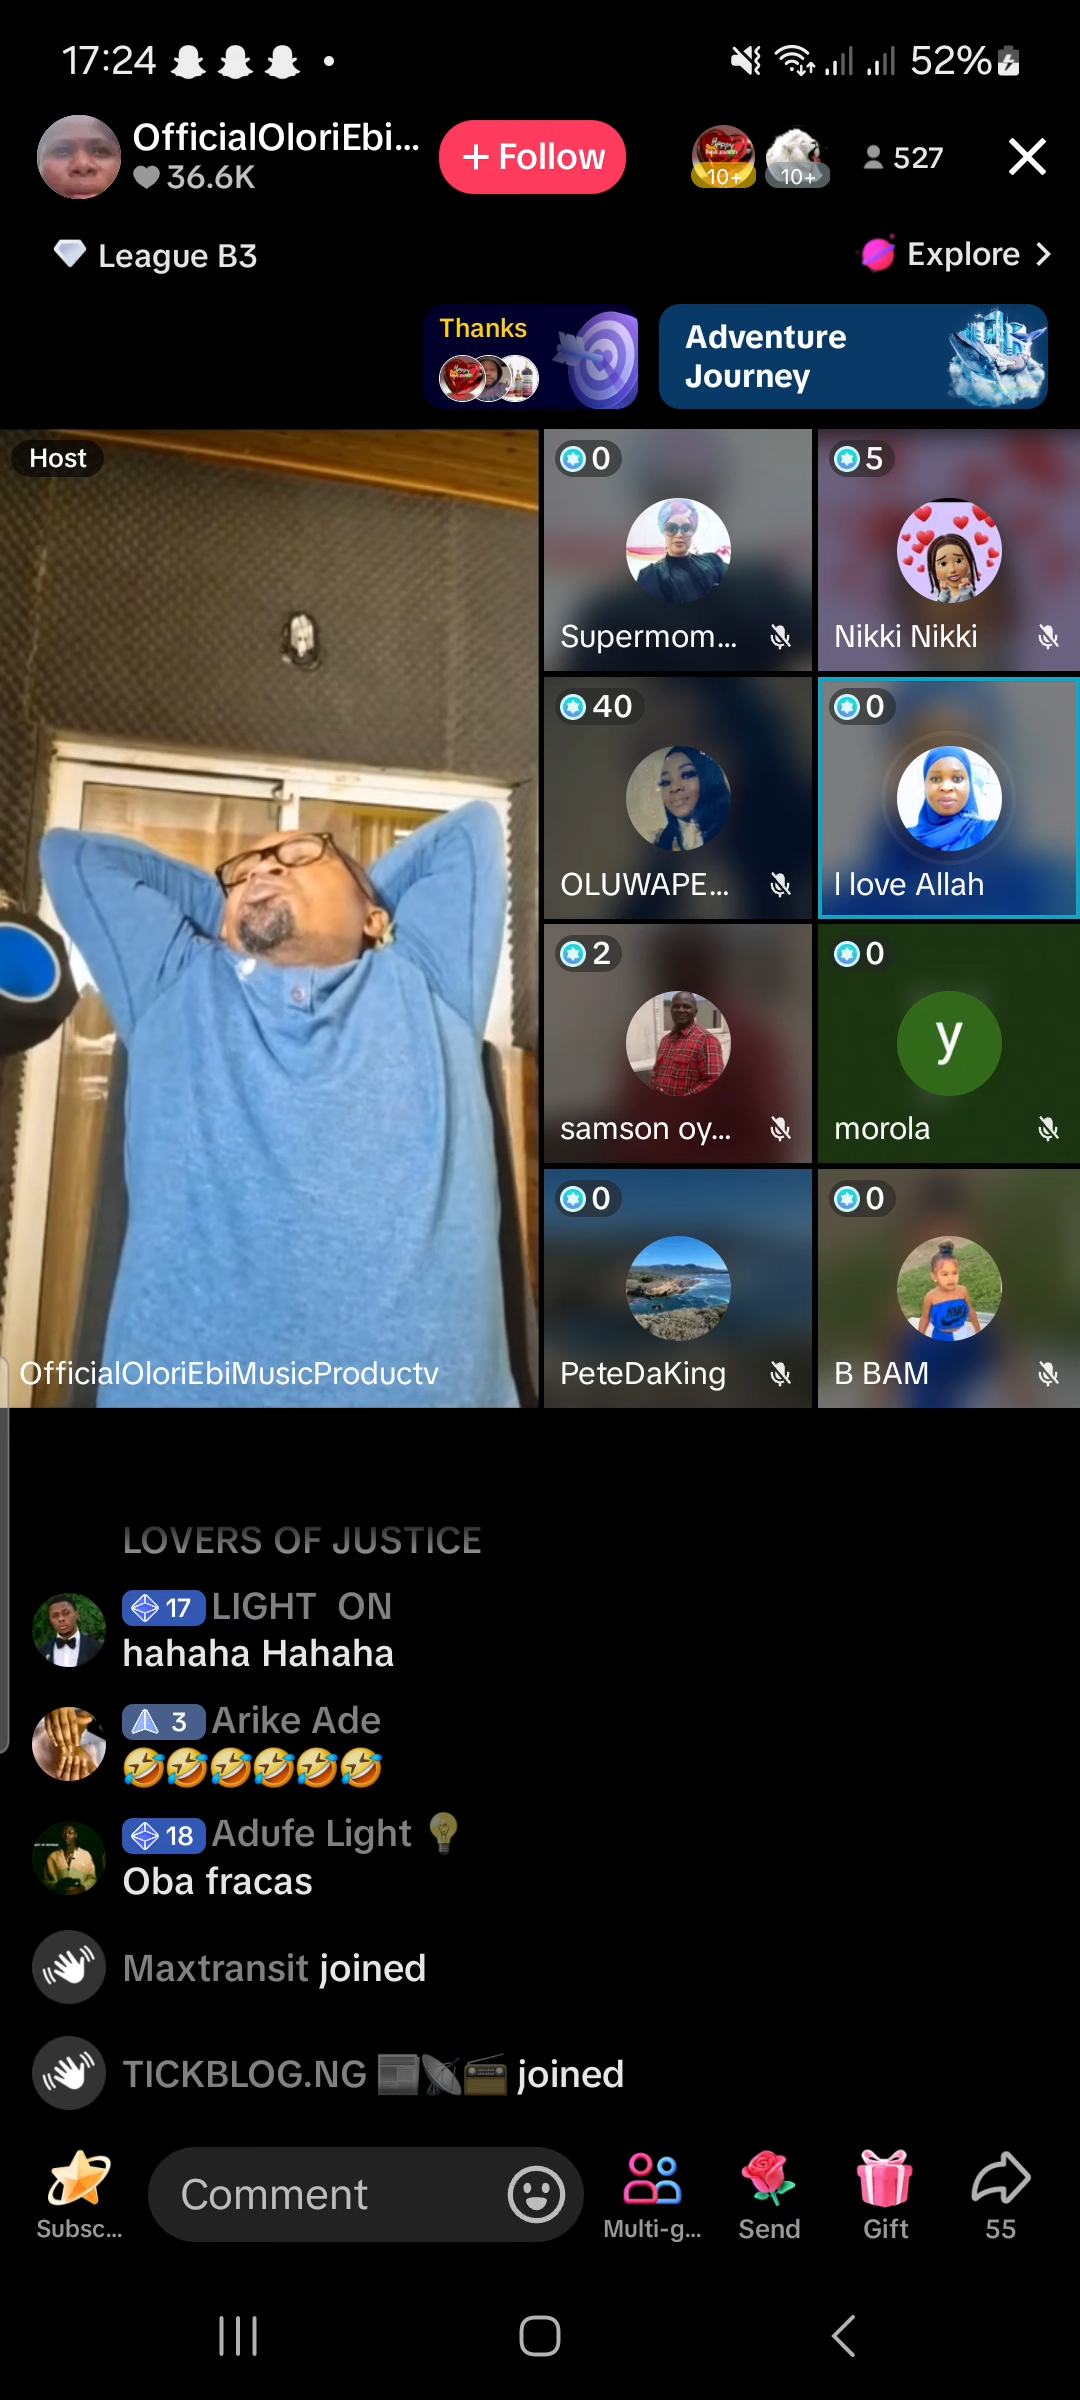 17:24
52%
OfficialOloriEbi...
36.6K
+ Follow
10+
10+
527
League B3
Explore
Thanks
Adventure
Journey
Host
0
Supermom...
5
Nikki Nikki
40
OLUWAPE...
0
I love Allah
2
samson oy...
0
y
morola
0
PeteDaKing
0
B BAM
OfficialOloriEbiMusicProductv
LOVERS OF JUSTICE
17 LIGHT ON
hahaha Hahaha
3 Arike Ade
🤣🤣🤣🤣🤣🤣
18 Adufe Light 💡
Oba fracas
Maxtransit joined
TICKBLOG.NG 📰📡📻 joined
Subsc...
Comment
Multi-g...
Send
Gift
55